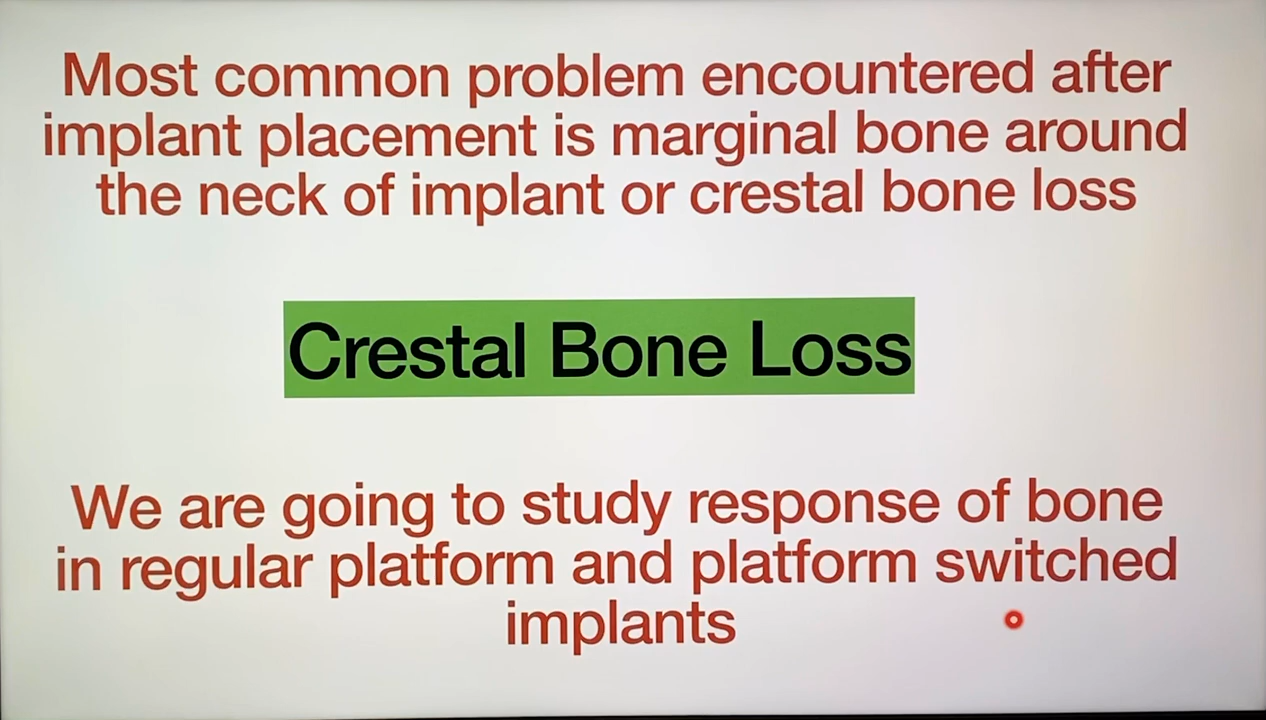 Most common problem encountered after
implant placement is marginal bone around
the neck of implant or crestal bone loss
Crestal Bone Loss
We are going to study response of bone
in regular platform and platform switched
implants